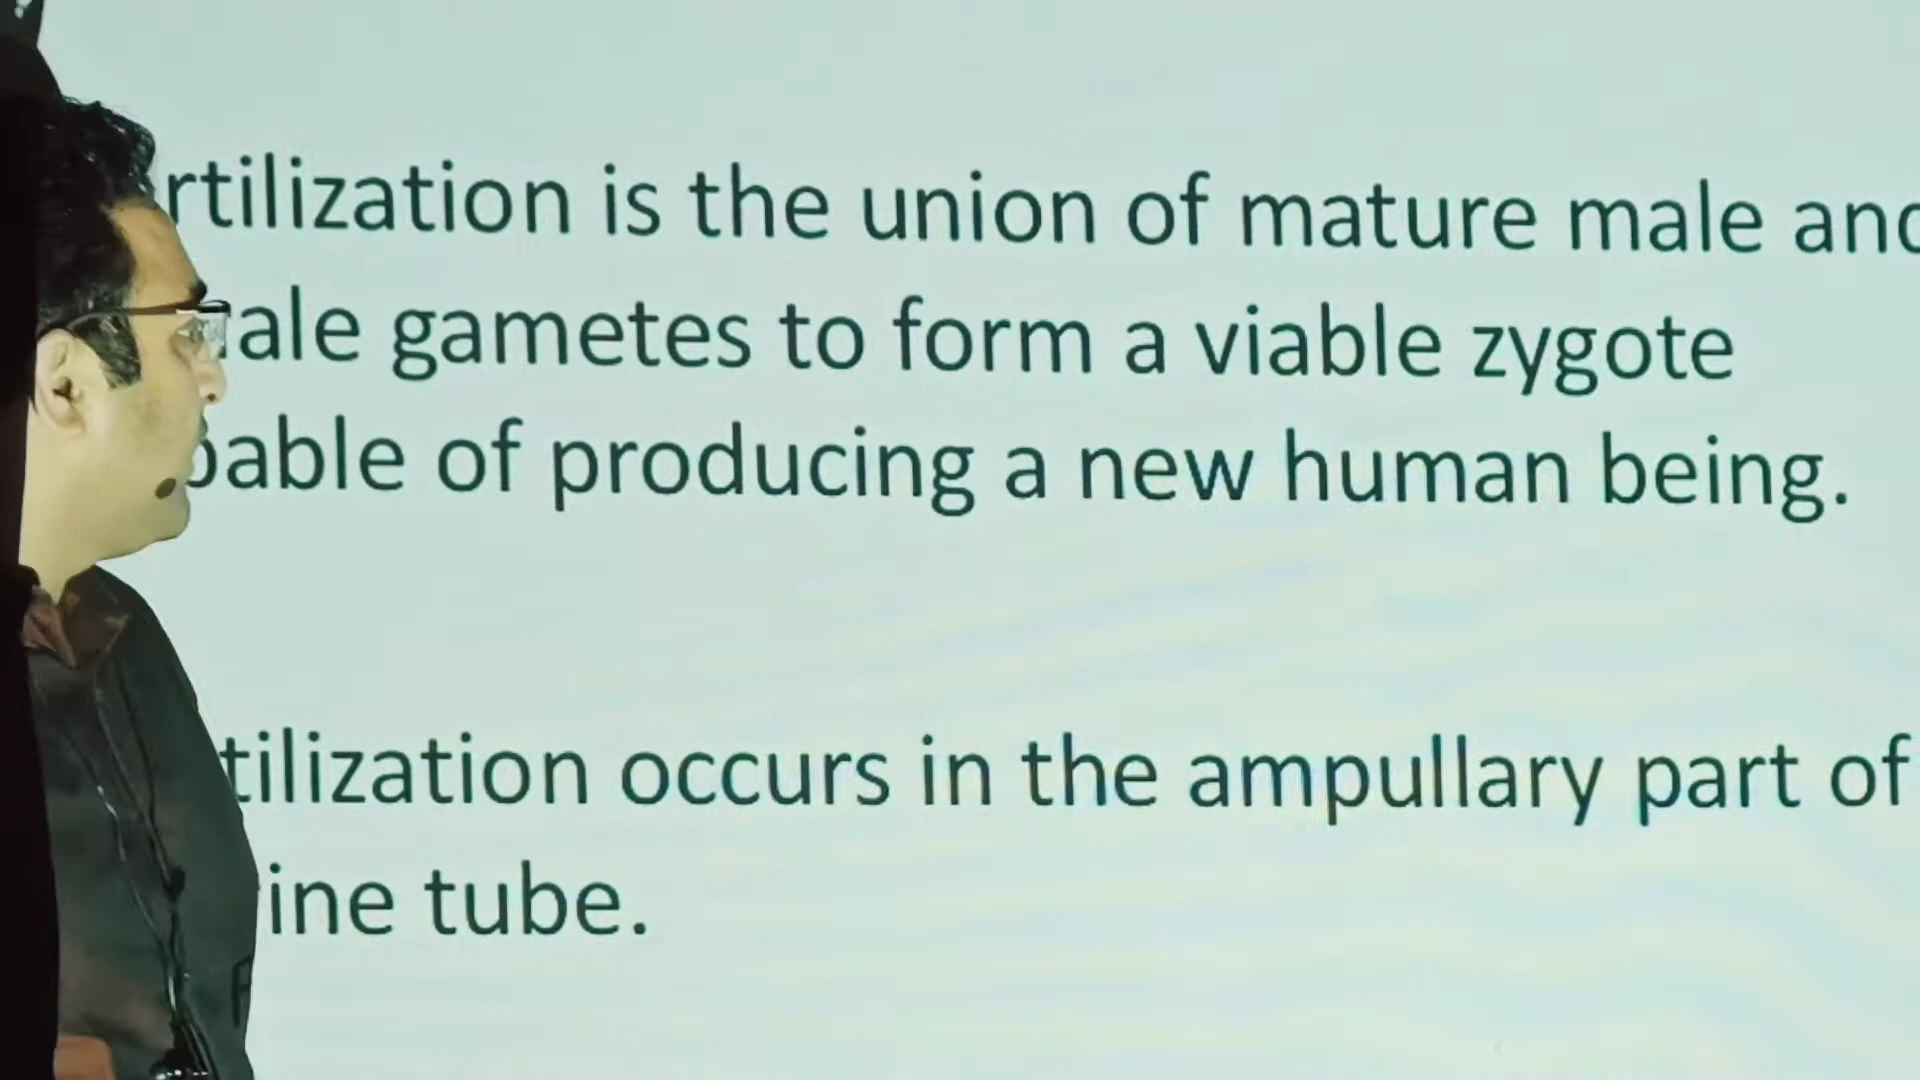 rtilization is the union of mature male and
ale gametes to form a viable zygote
pable of producing a new human being.
tilization occurs in the ampullary part of
ine tube.